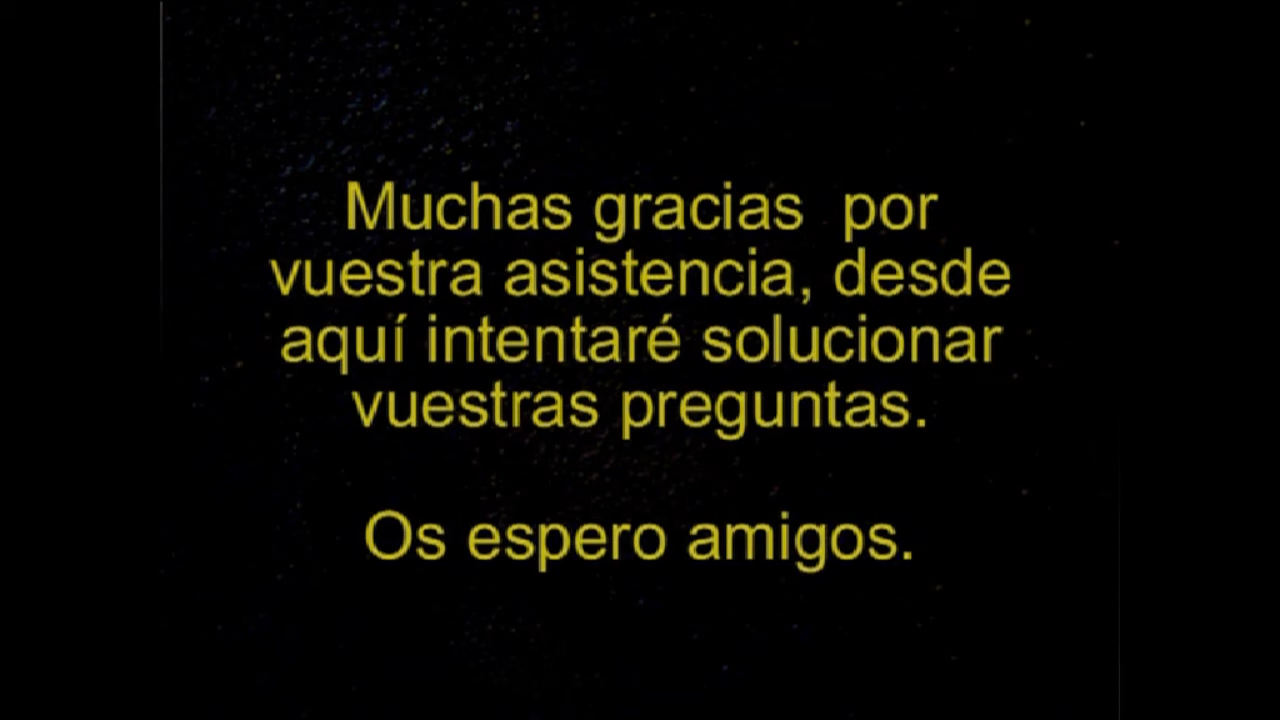 Muchas gracias  por
vuestra asistencia, desde
aquí intentaré solucionar
vuestras preguntas.
Os espero amigos.